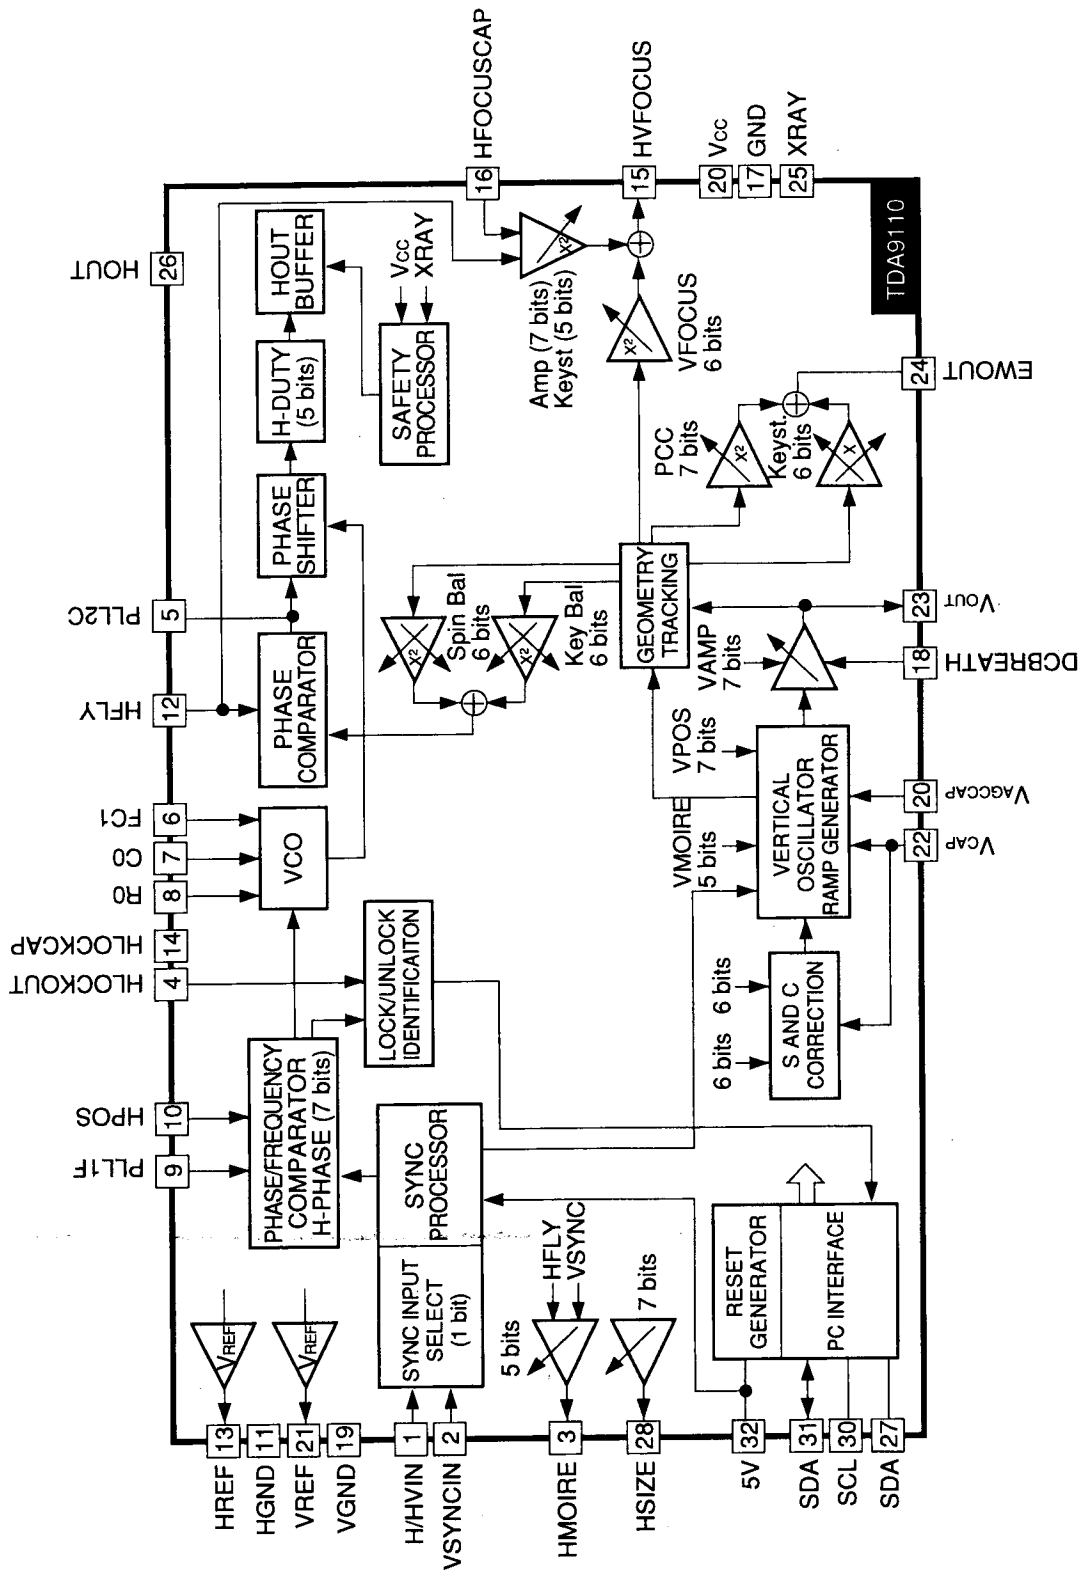 PLL1F
9
HPOS
10
HLOCKOUT
4
HLOCKCAP
14
R0
8
C0
7
FC1
6
HFLY
12
PLL2C
5
HOUT
26
HREF
13
HGND
11
VREF
21
VGND
19
H/HVIN
1
VSYNCIN
2
HMOIRE
3
HSIZE
28
5V
32
SDA
31
SCL
30
SDA
27
VREF
VREF
PHASE/FREQUENCY
COMPARATOR
H-PHASE (7 bits)
VCO
PHASE
COMPARATOR
PHASE
SHIFTER
H-DUTY
(5 bits)
HOUT
BUFFER
LOCK/UNLOCK
IDENTIFICAITON
SYNC INPUT
SELECT
(1 bit)
SYNC
PROCESSOR
SAFETY
PROCESSOR
Vcc
XRAY
X²
Spin Bal
6 bits
X²
Key Bal
6 bits
5 bits
HFLY
VSYNC
7 bits
X²
Amp (7 bits)
Keyst (5 bits)
X²
VFOCUS
6 bits
GEOMETRY
TRACKING
PCC
7 bits
X²
Keyst.
6 bits
X
VMOIRE
5 bits
VPOS
7 bits
VAMP
7 bits
6 bits
6 bits
S AND C
CORRECTION
VERTICAL
OSCILLATOR
RAMP GENERATOR
RESET
GENERATOR
PC INTERFACE
16
HFOCUSCAP
15
HVFOCUS
20
Vcc
17
GND
25
XRAY
TDA9110
22
VCAP
20
VAGCCAP
18
DCBREATH
23
VOUT
24
EWOUT